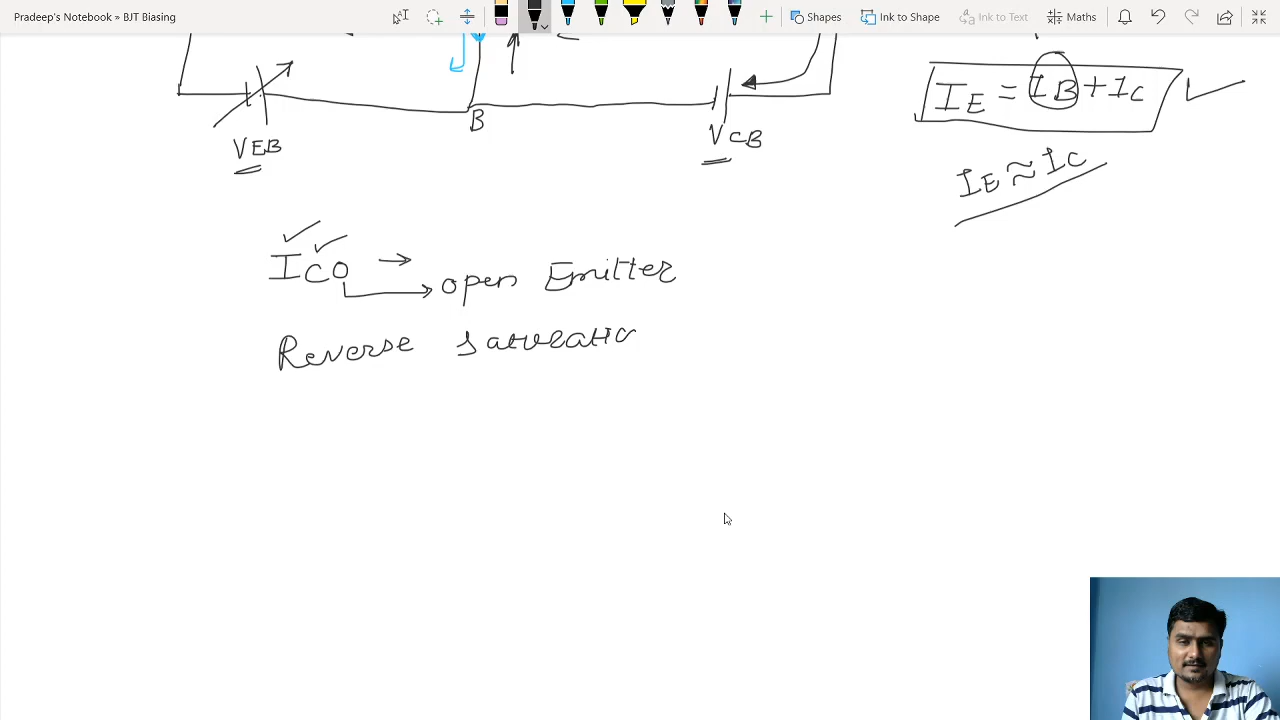 Pradeep's Notebook » BJT Biasing
Shapes
Ink to Shape
Ink to Text
Maths
IE = IB + IC
B
VEB
VCB
IE ≈ IC
ICO → open Emitter
Reverse saturatio